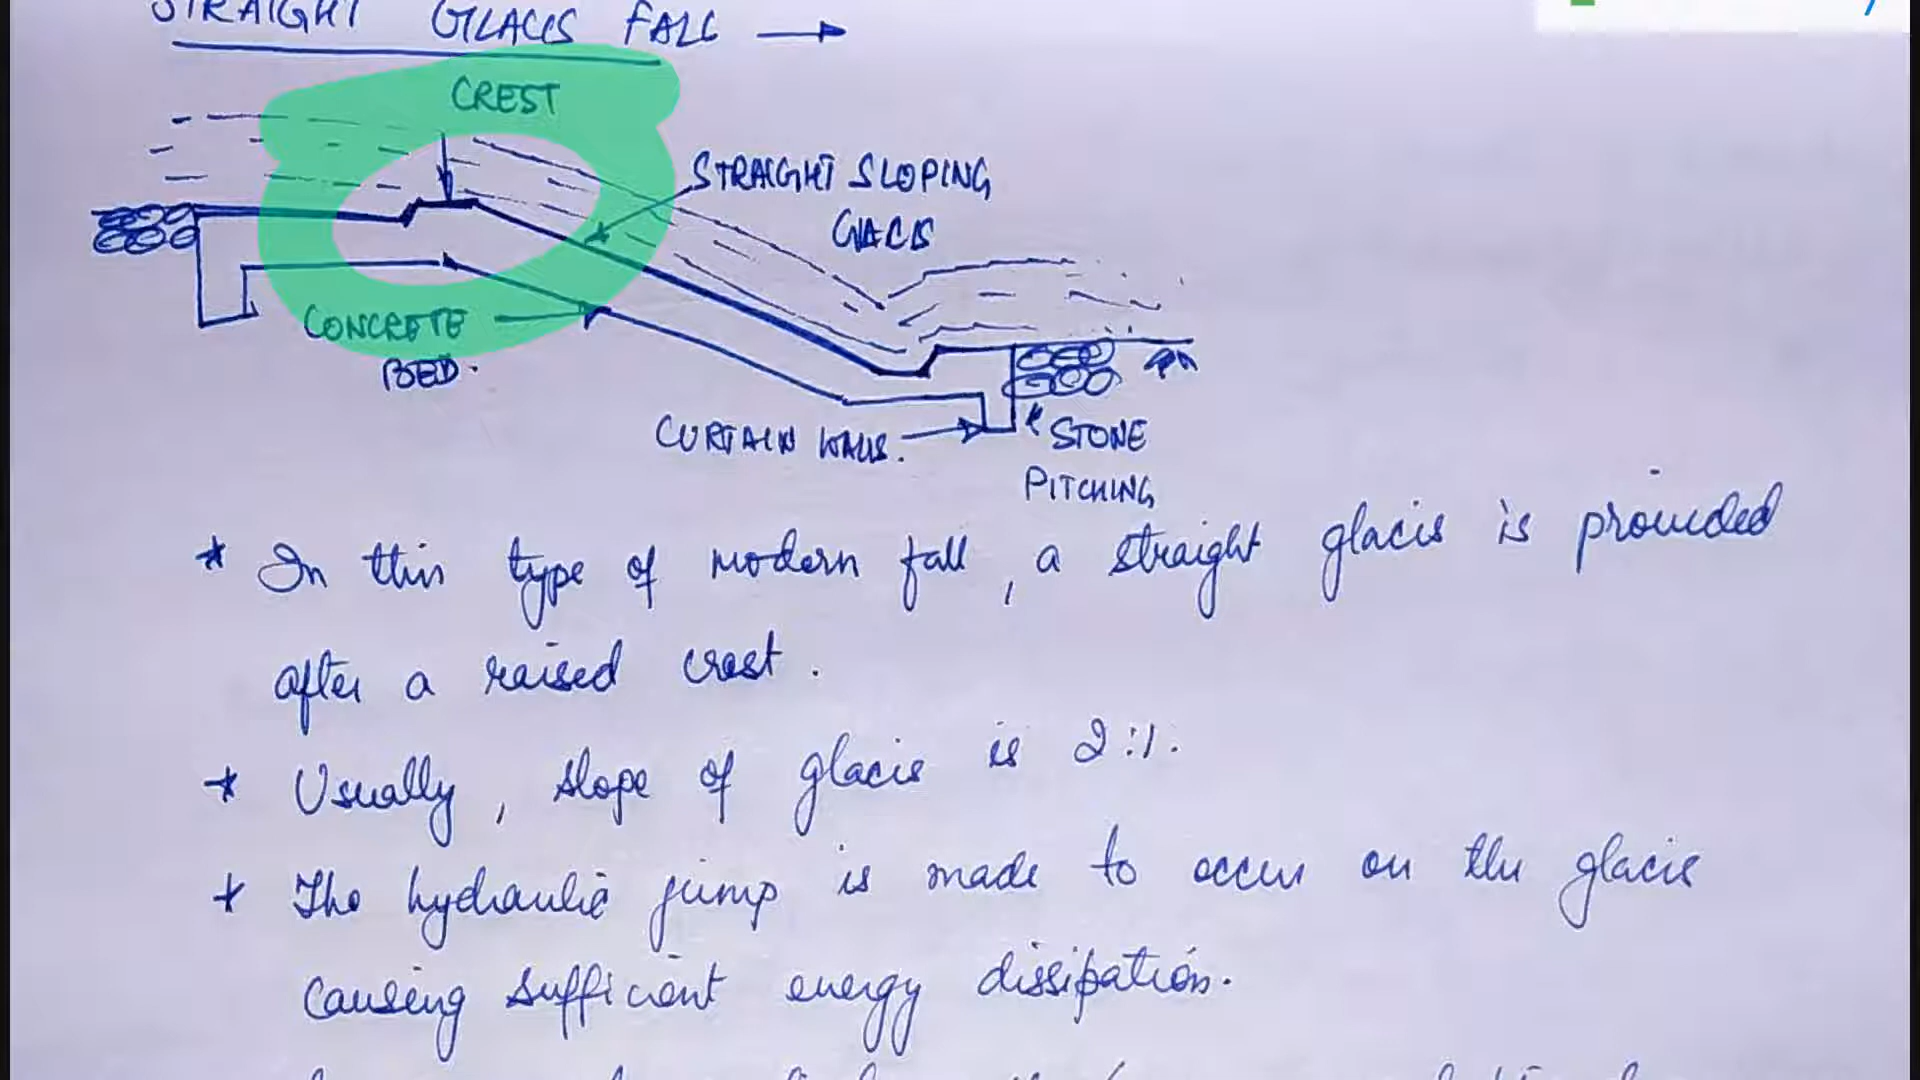 STRAIGHT GLACIS FALL
CREST
STRAIGHT SLOPING
GLACIS
CONCRETE
BED.
CURTAIN WALLS.
STONE
PITCHING
* In this type of modern fall, a straight glacis is provided
after a raised crest.
* Usually, slope of glacis is 2:1.
* The hydraulic jump is made to occur on the glacis
causing sufficient energy dissipation.